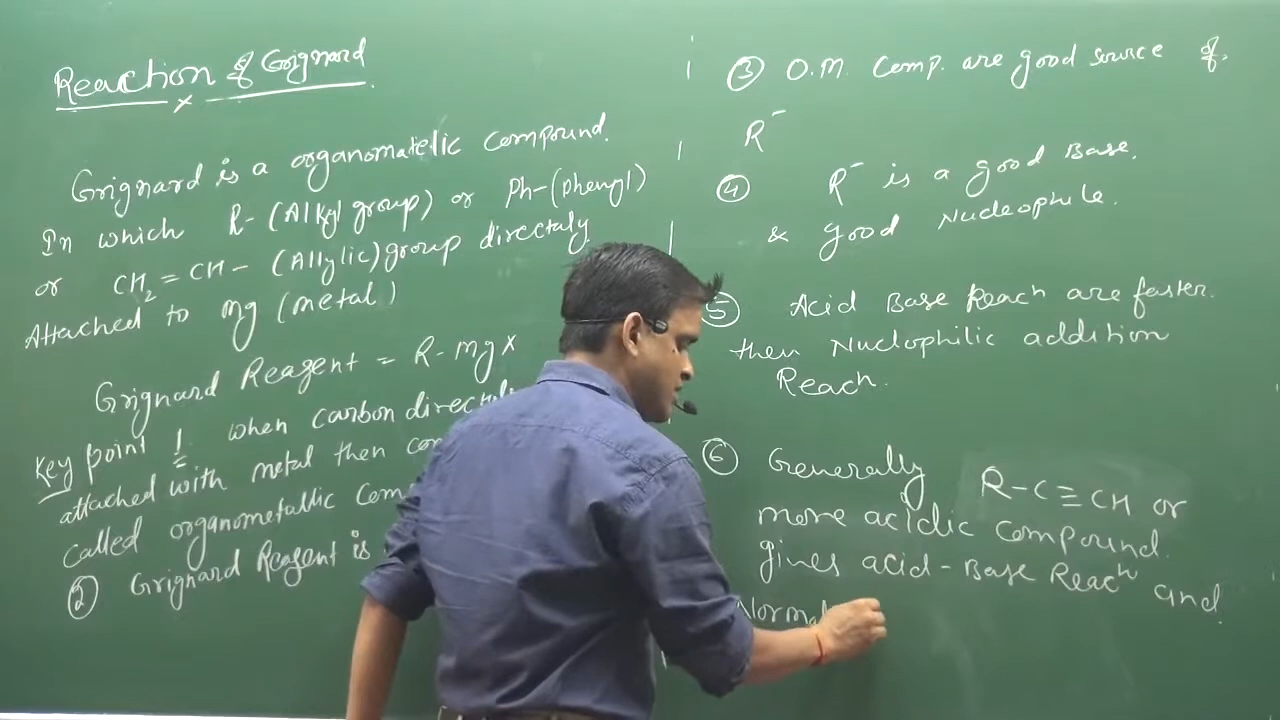 Reaction of Grignard
Grignard is a organomatelic compound.
In which R-(Alkyl group) or Ph-(phenyl)
or CH₂=CH- (Allylic) group directaly
Attached to mg (metal)
Grignard Reagent = R-mgx
Key point 1 when carbon
attached with metal then
called organometallic
② Grignard Reagent is
③ O.M. Comp. are good source of.
R⁻
④ R⁻ is a good Base.
& good Nucleophile.
⑤ Acid Base Reacn are faster.
then Nuclophilic addition
Reacn.
⑥ Generally R-C≡CH or
more acidic compound.
gives acid-Base Reacn and